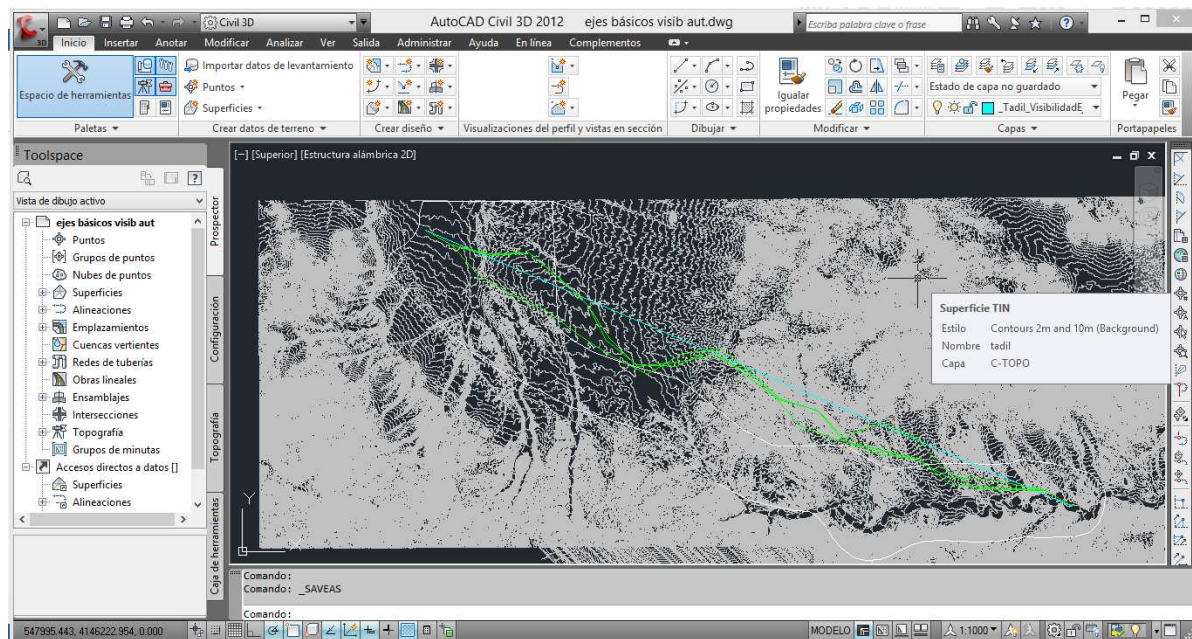 Civil 3D
AutoCAD Civil 3D 2012 ejes básicos visib aut.dwg
Escriba palabra clave o frase
3D
Inicio Insertar Anotar Modificar Analizar Ver Salida Administrar Ayuda En línea Complementos
Espacio de herramientas
Importar datos de levantamiento
Puntos
Superficies
Igualar propiedades
Estado de capa no guardado
_Tadil_VisibilidadE
Pegar
Paletas
Crear datos de terreno
Crear diseño
Visualizaciones del perfil y vistas en sección
Dibujar
Modificar
Capas
Portapapeles
Toolspace
Vista de dibujo activo
ejes básicos visib aut
Puntos
Grupos de puntos
Nubes de puntos
Superficies
Alineaciones
Emplazamientos
Cuencas vertientes
Redes de tuberías
Obras lineales
Ensamblajes
Intersecciones
Topografía
Grupos de minutas
Accesos directos a datos []
Superficies
Alineaciones
Prospector
Configuración
Topografía
Caja de herramientas
[−] [Superior] [Estructura alámbrica 2D]
Superficie TIN
Estilo Contours 2m and 10m (Background)
Nombre tadil
Capa C-TOPO
Y
X
Comando:
Comando: _SAVEAS
Comando:
547995.443, 4146222.954, 0.000
MODELO
1:1000